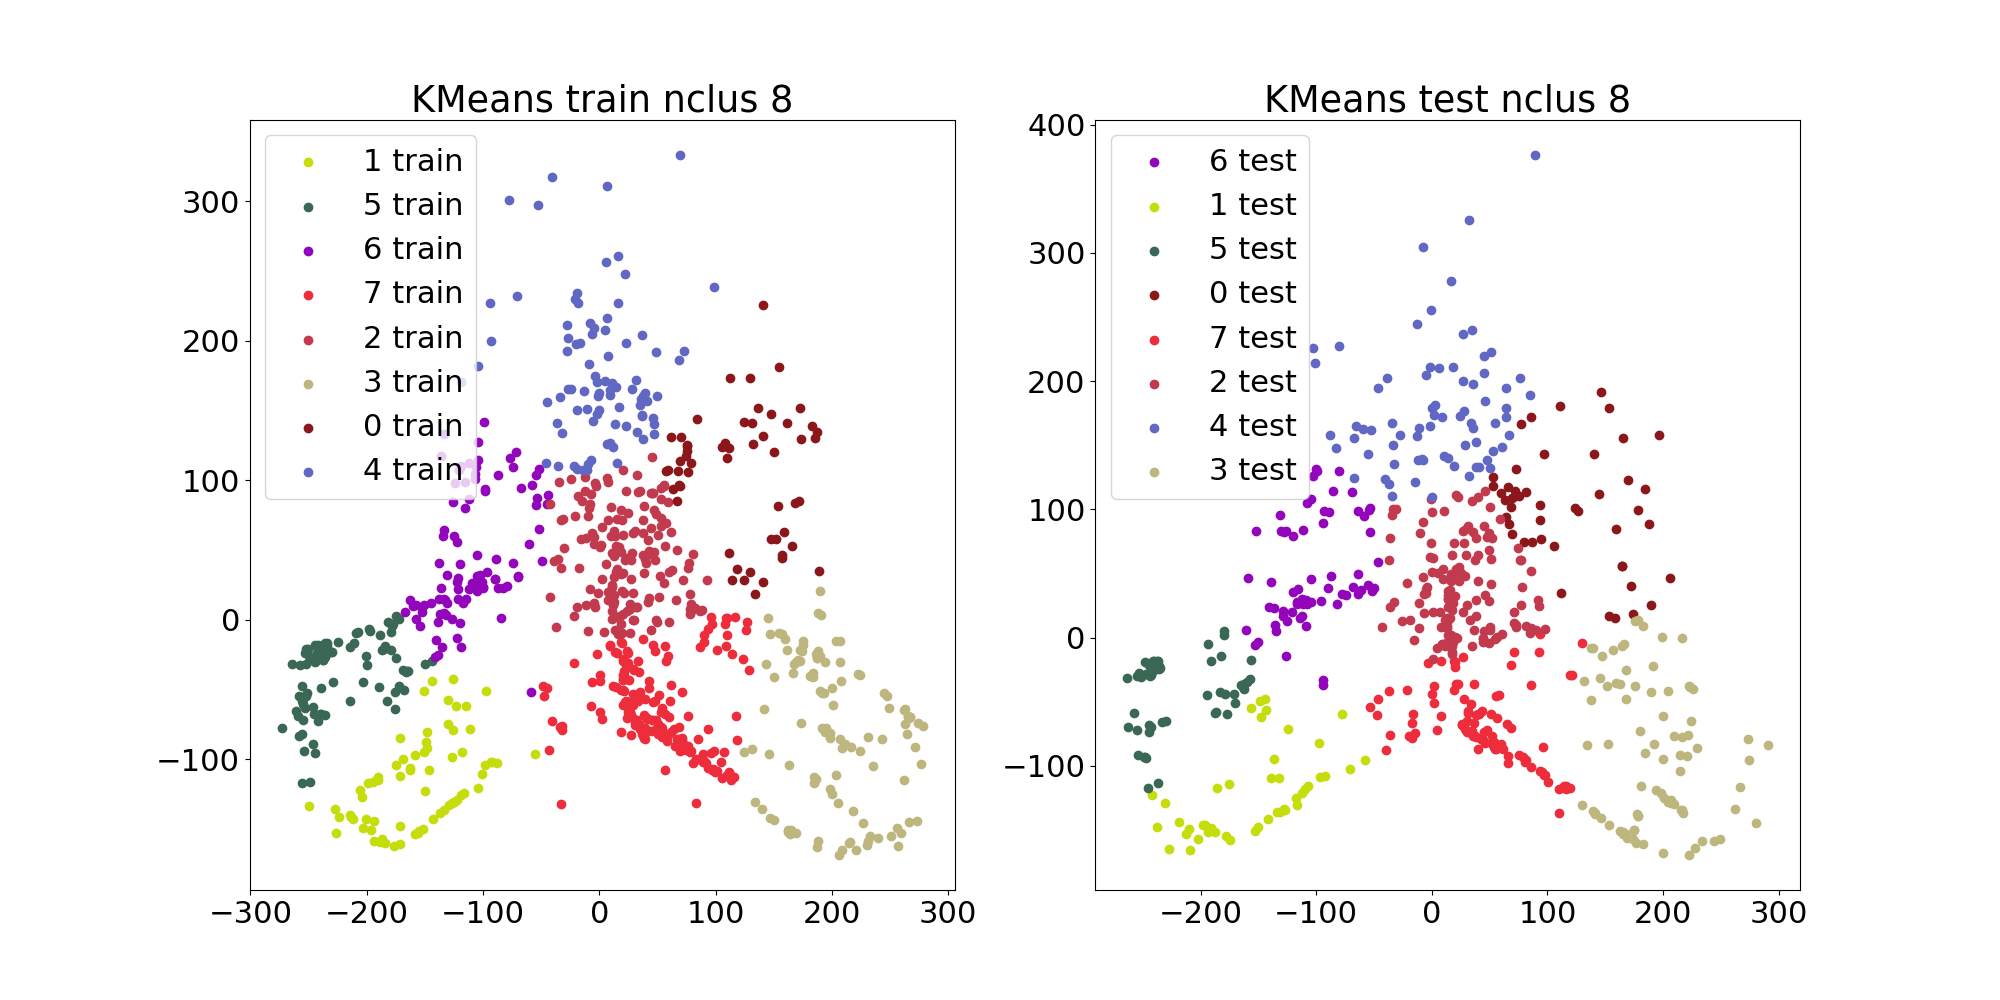 KMeans train nclus 8
1 train
5 train
6 train
7 train
2 train
3 train
0 train
4 train
300
200
100
0
−100
−300 −200 −100 0 100 200 300
KMeans test nclus 8
6 test
1 test
5 test
0 test
7 test
2 test
4 test
3 test
400
300
200
100
0
−100
−200 −100 0 100 200 300